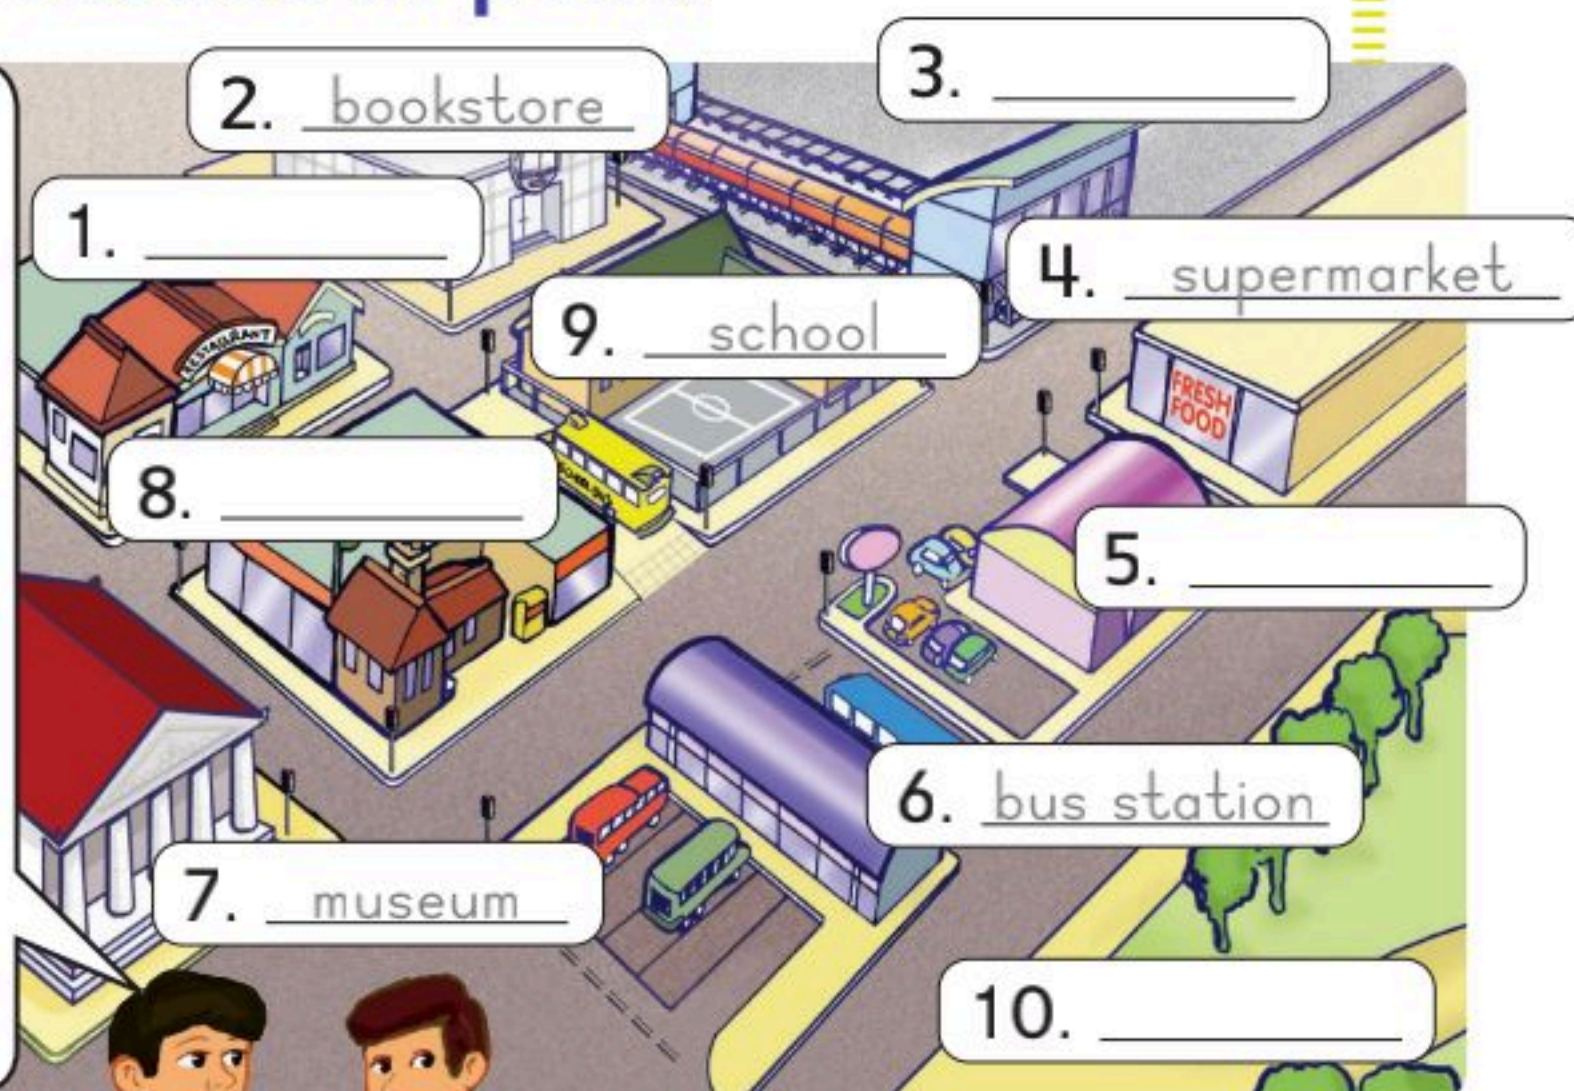 2. bookstore
3.
1.
4. supermarket
9. school
RESTAURANT
FRESH
FOOD
8.
5.
6. bus station
7. museum
10.